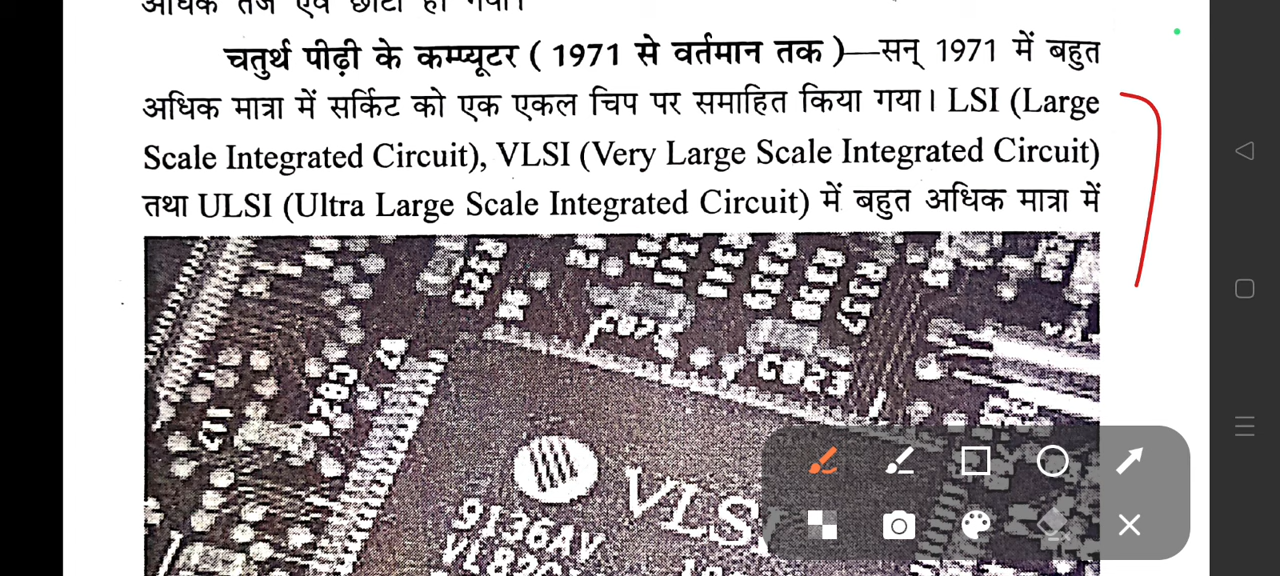 चतुर्थ पीढ़ी के कम्प्यूटर ( 1971 से वर्तमान तक )—सन् 1971 में बहुत
अधिक मात्रा में सर्किट को एक एकल चिप पर समाहित किया गया। LSI (Large
Scale Integrated Circuit), VLSI (Very Large Scale Integrated Circuit)
तथा ULSI (Ultra Large Scale Integrated Circuit) में बहुत अधिक मात्रा में
VLSI
9136AV